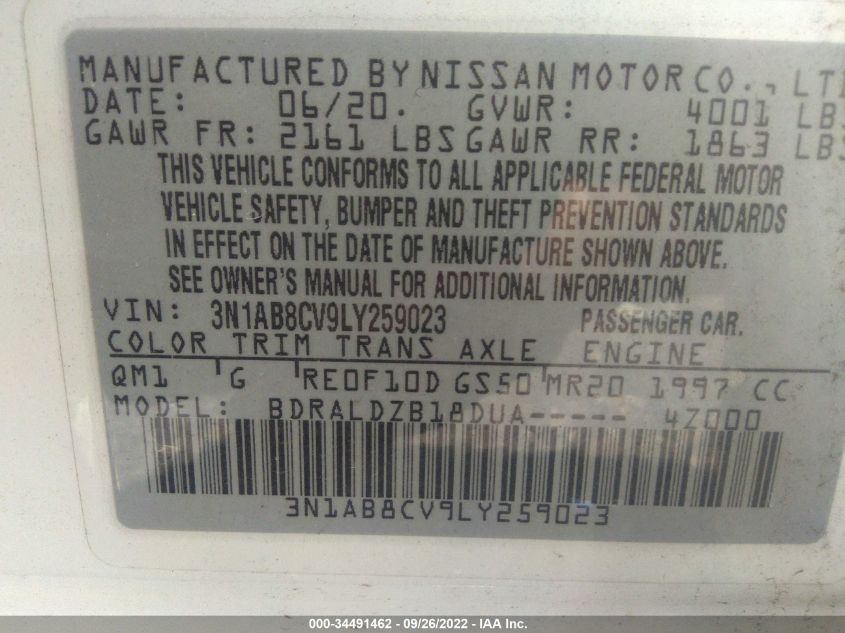 MANUFACTURED BY NISSAN MOTOR CO., LT
DATE: 06/20. GVWR: 4001 LBS
GAWR FR: 2161 LBS GAWR RR: 1863 LBS
THIS VEHICLE CONFORMS TO ALL APPLICABLE FEDERAL MOTOR
VEHICLE SAFETY, BUMPER AND THEFT PREVENTION STANDARDS
IN EFFECT ON THE DATE OF MANUFACTURE SHOWN ABOVE.
SEE OWNER'S MANUAL FOR ADDITIONAL INFORMATION.
VIN: 3N1AB8CV9LY259023 PASSENGER CAR.
COLOR TRIM TRANS AXLE ENGINE
QM1 G RE0F10D GS50 MR20 1997 CC
MODEL: BDRALDZB18DUA----- 4Z000
3N1AB8CV9LY259023
000-34491462 - 09/26/2022 - IAA Inc.